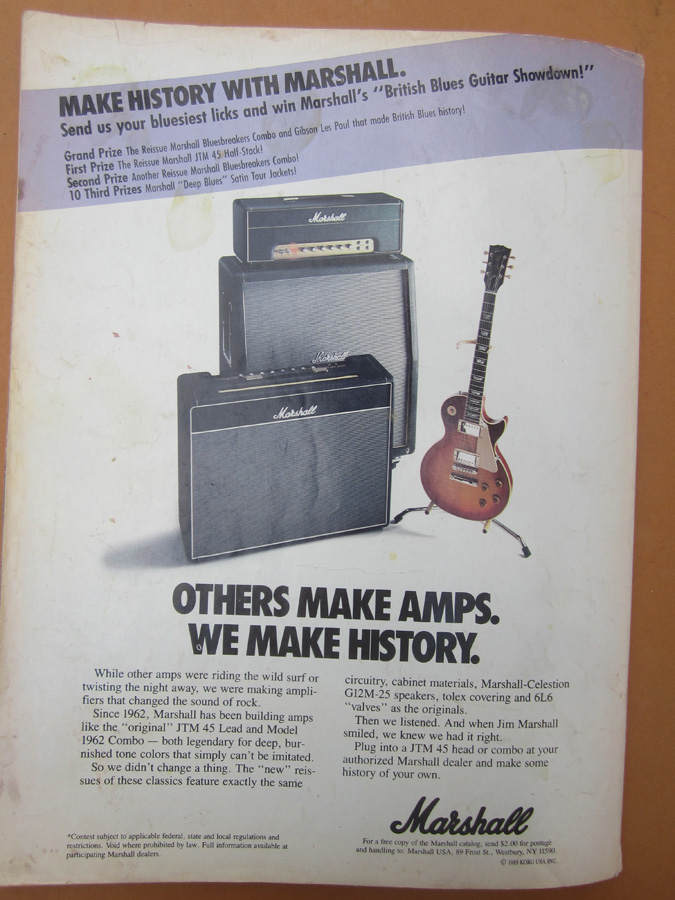 MAKE HISTORY WITH MARSHALL.
Send us your bluesiest licks and win Marshall's "British Blues Guitar Showdown!"
Grand Prize The Reissue Marshall Bluesbreakers Combo and Gibson Les Paul that made British Blues history!
First Prize The Reissue Marshall JTM 45 Half-Stack!
Second Prize Another Reissue Marshall Bluesbreakers Combo!
10 Third Prizes Marshall "Deep Blues" Satin Tour Jackets!
Marshall
Marshall
Marshall
OTHERS MAKE AMPS.
WE MAKE HISTORY.
While other amps were riding the wild surf or
twisting the night away, we were making ampli-
fiers that changed the sound of rock.
Since 1962, Marshall has been building amps
like the "original" JTM 45 Lead and Model
1962 Combo — both legendary for deep, bur-
nished tone colors that simply can't be imitated.
So we didn't change a thing. The "new" reis-
sues of these classics feature exactly the same
circuitry, cabinet materials, Marshall-Celestion
G12M-25 speakers, tolex covering and 6L6
"valves" as the originals.
Then we listened. And when Jim Marshall
smiled, we knew we had it right.
Plug into a JTM 45 head or combo at your
authorized Marshall dealer and make some
history of your own.
*Contest subject to applicable federal, state and local regulations and
restrictions. Void where prohibited by law. Full information available at
participating Marshall dealers.
Marshall
For a free copy of the Marshall catalog, send $2.00 for postage
and handling to: Marshall USA, 89 Frost St., Westbury, NY 11590.
© 1989 KORG USA INC.